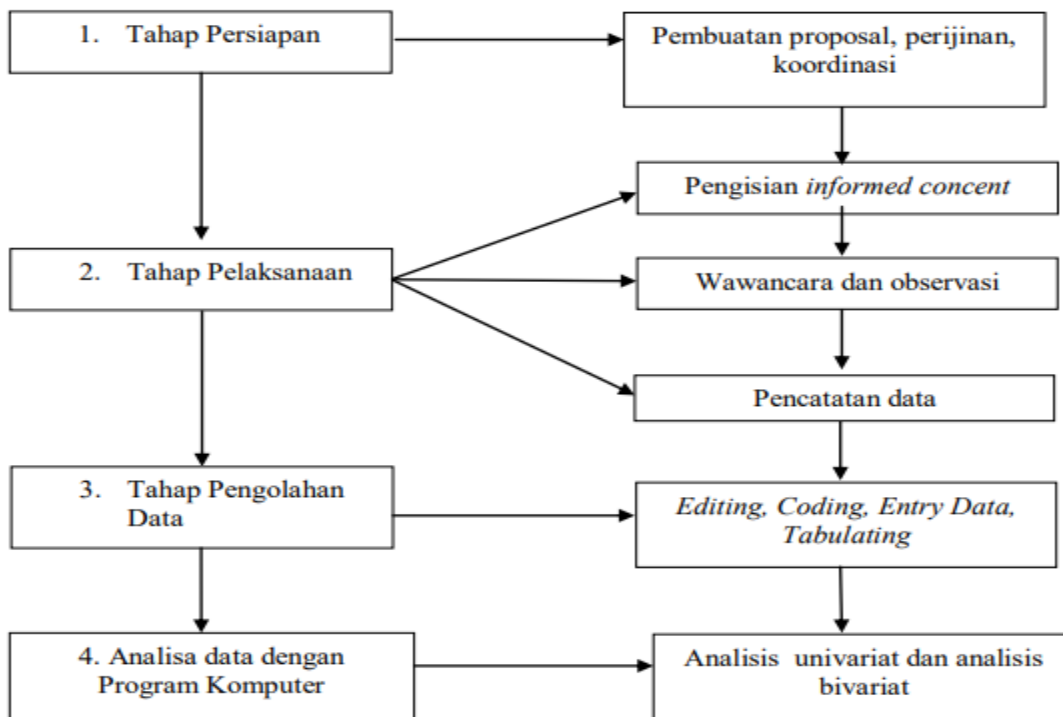 1. Tahap Persiapan
Pembuatan proposal, perijinan,
koordinasi
Pengisian informed concent
2. Tahap Pelaksanaan
Wawancara dan observasi
Pencatatan data
3. Tahap Pengolahan
Data
Editing, Coding, Entry Data,
Tabulating
4. Analisa data dengan
Program Komputer
Analisis univariat dan analisis
bivariat